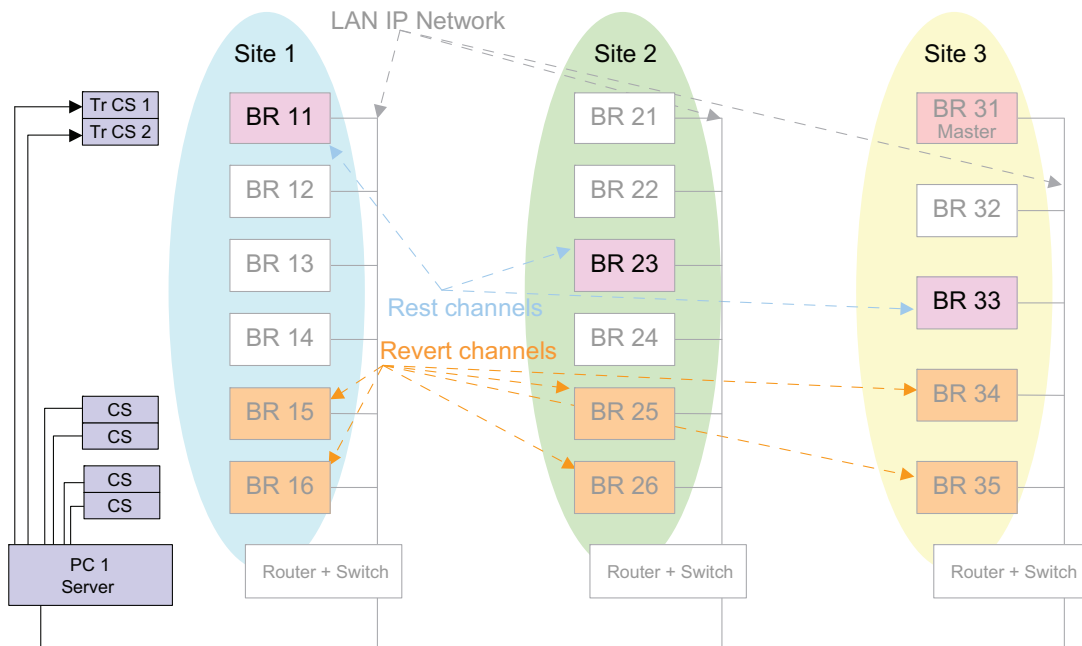 LAN IP Network
Site 1
Site 2
Site 3
Tr CS 1
Tr CS 2
BR 11
BR 21
BR 31
Master
BR 12
BR 22
BR 32
BR 13
BR 23
BR 33
Rest channels
BR 14
BR 24
Revert channels
BR 34
CS
CS
BR 15
BR 25
CS
CS
BR 16
BR 26
BR 35
PC 1
Server
Router + Switch
Router + Switch
Router + Switch